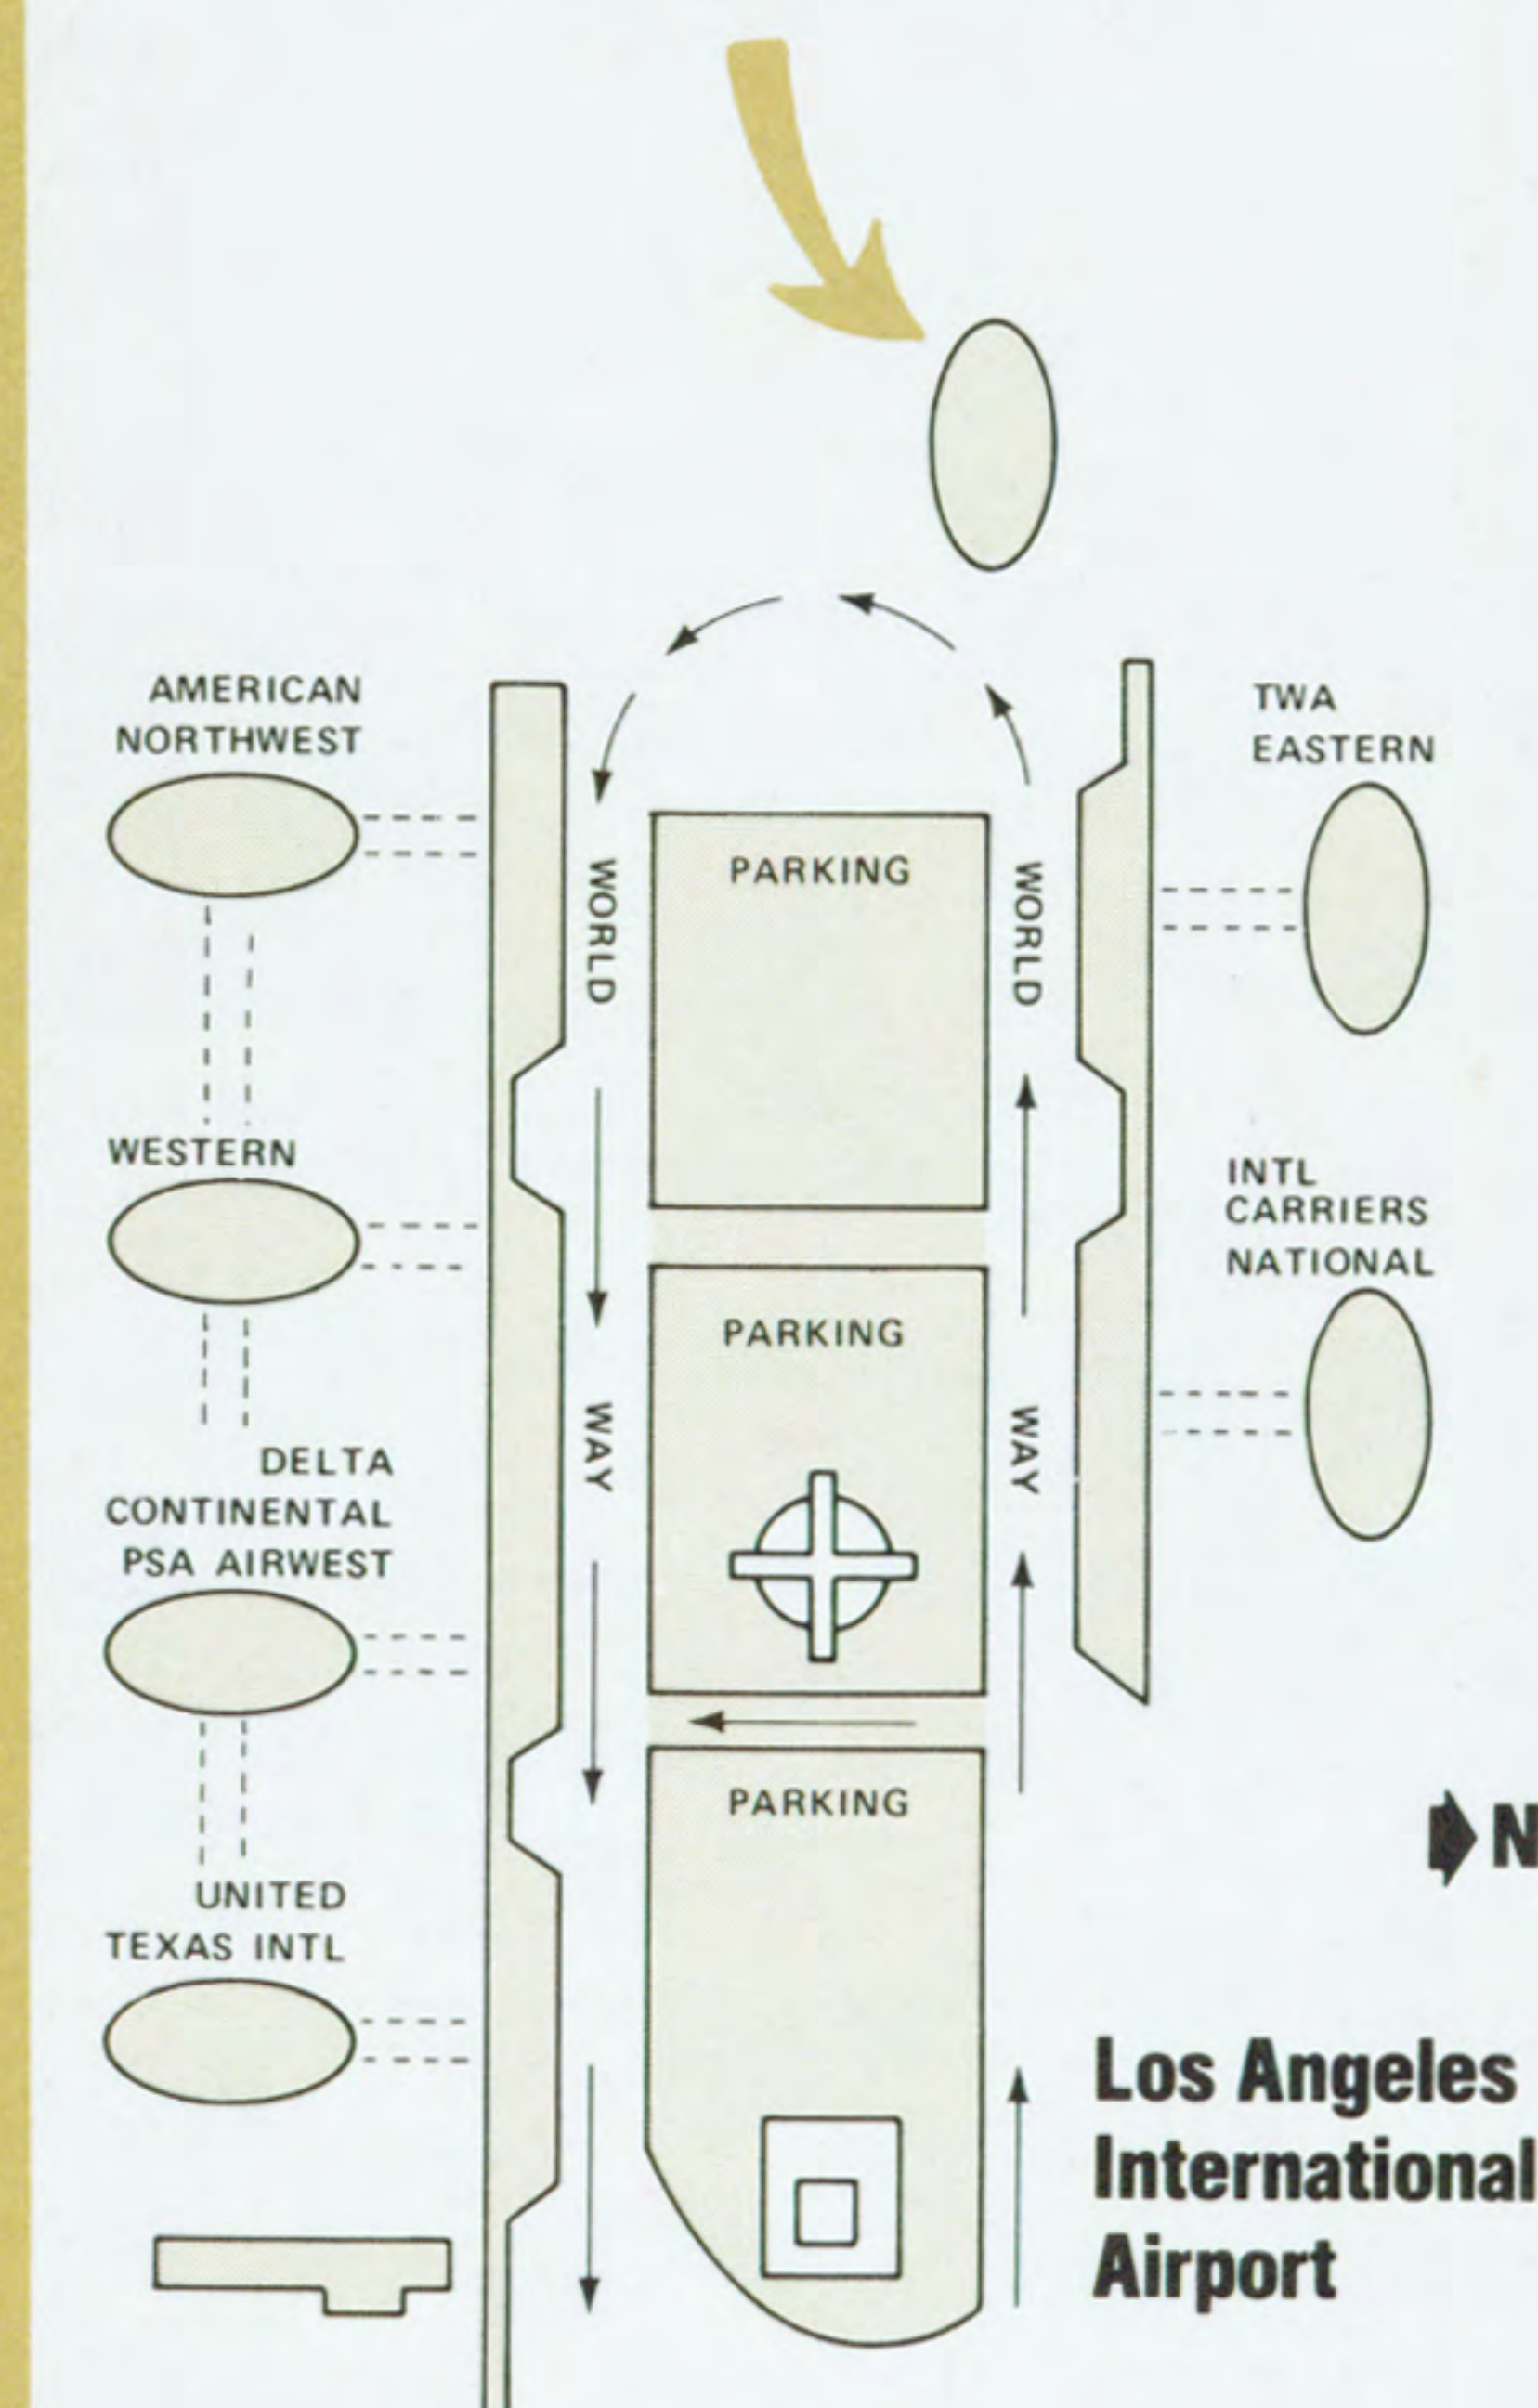 AMERICAN
NORTHWEST
TWA
EASTERN
WORLD
PARKING
WORLD
WESTERN
INTL
CARRIERS
NATIONAL
PARKING
WAY
WAY
DELTA
CONTINENTAL
PSA AIRWEST
PARKING
N
UNITED
TEXAS INTL
Los Angeles
International
Airport